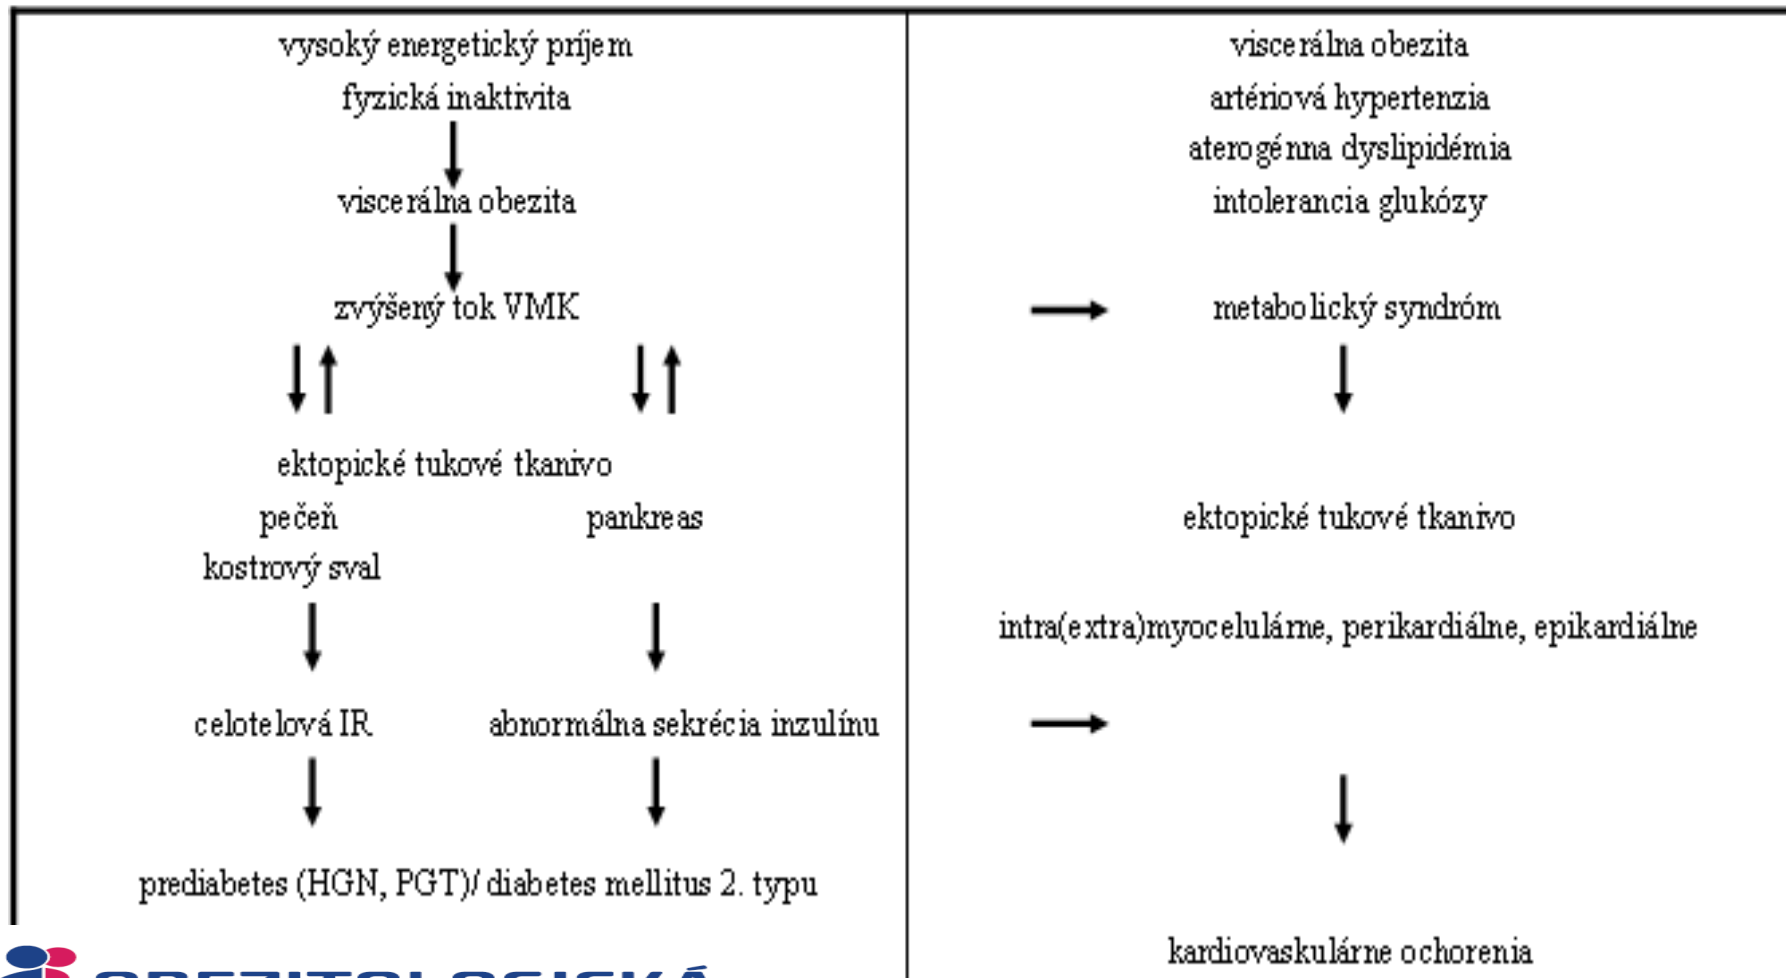 vysoký energetický príjem
fyzická inaktivita
viscerálna obezita
zvýšený tok VMK
ektopické tukové tkanivo
pečeň pankreas
kostrový sval
celotelová IR abnormálna sekrécia inzulínu
prediabetes (HGN, PGT)/ diabetes mellitus 2. typu
viscerálna obezita
artériová hypertenzia
aterogénna dyslipidémia
intolerancia glukózy
metabolický syndróm
ektopické tukové tkanivo
intra(extra)myocelulárne, perikardiálne, epikardiálne
kardiovaskulárne ochorenia
OBEZITOLOGICKÁ